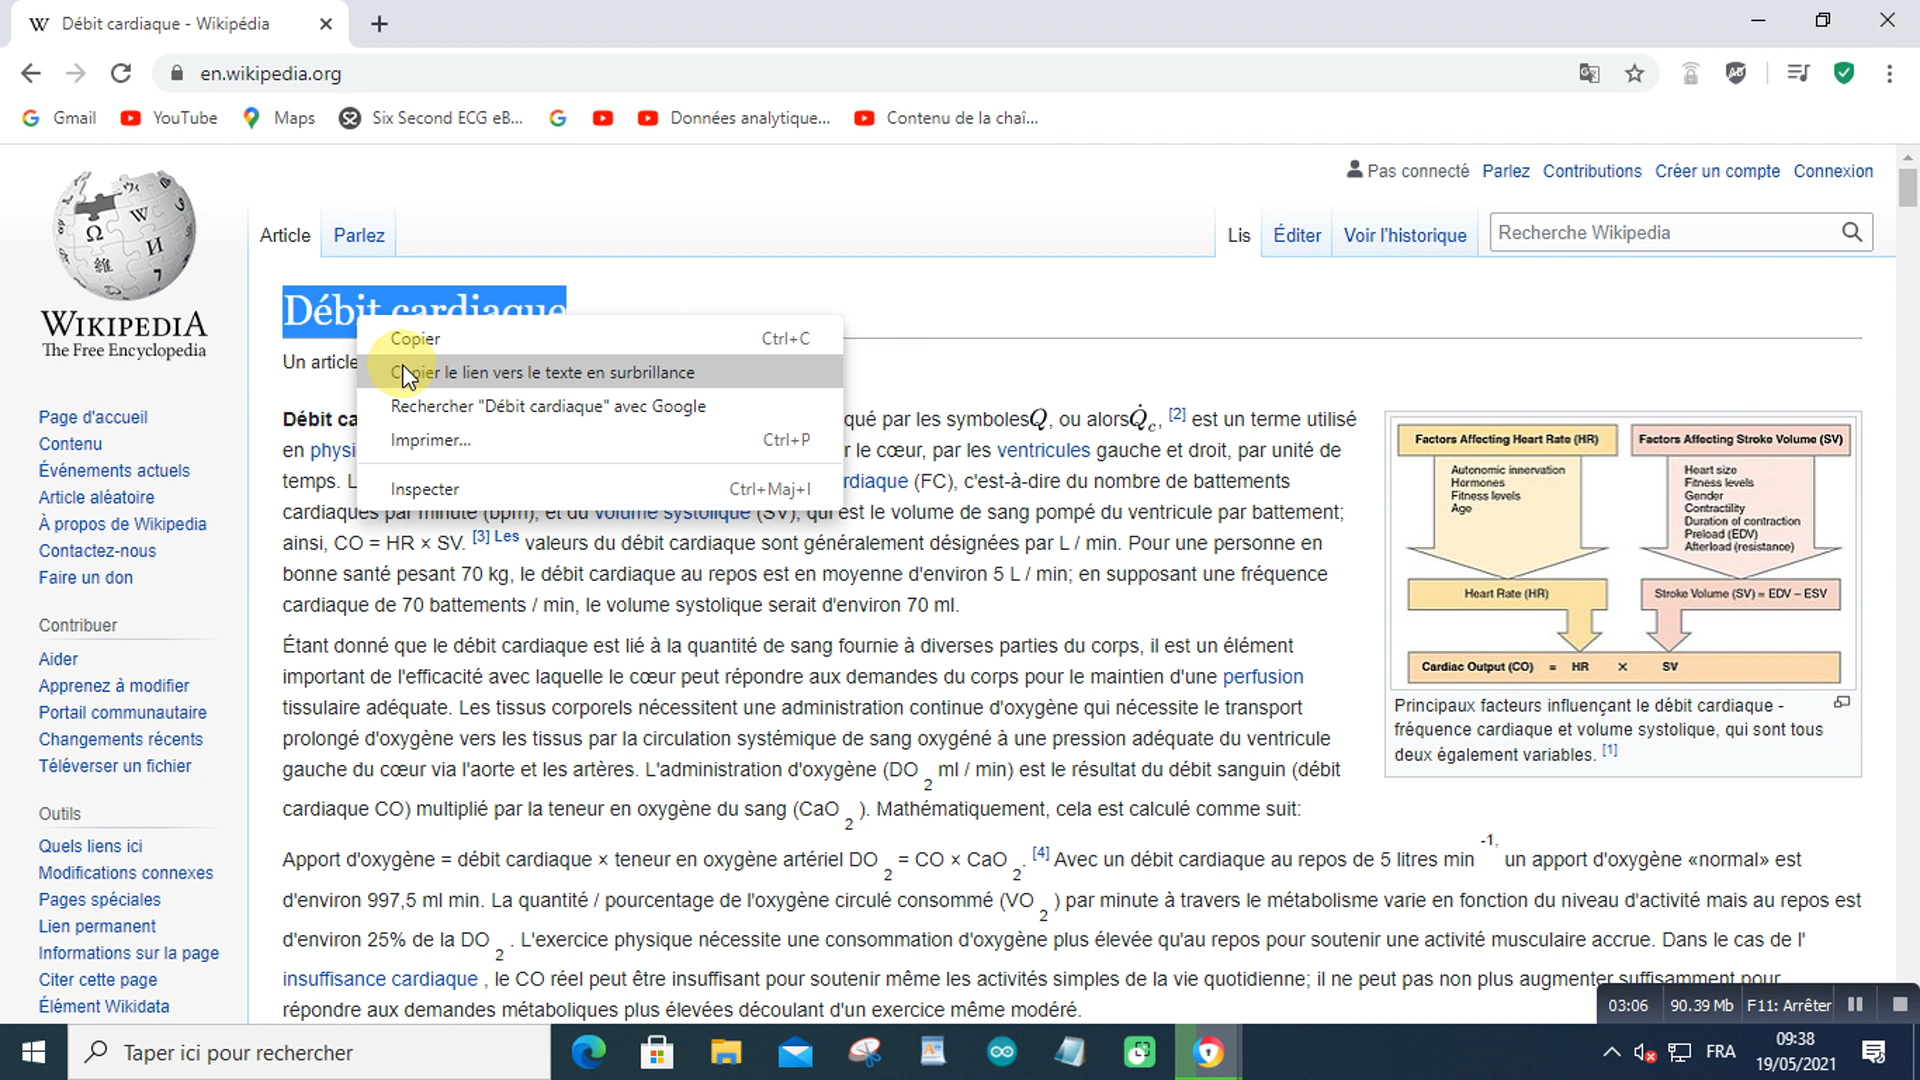 Débit cardiaque - Wikipédia
en.wikipedia.org
Gmail YouTube Maps Six Second ECG eB... Données analytique... Contenu de la chaî...
Pas connecté Parlez Contributions Créer un compte Connexion
Article Parlez Lis Éditer Voir l'historique Recherche Wikipedia
WIKIPEDIA
The Free Encyclopedia
Page d'accueil
Contenu
Événements actuels
Article aléatoire
À propos de Wikipedia
Contactez-nous
Faire un don
Contribuer
Aider
Apprenez à modifier
Portail communautaire
Changements récents
Téléverser un fichier
Outils
Quels liens ici
Modifications connexes
Pages spéciales
Lien permanent
Informations sur la page
Citer cette page
Élément Wikidata
Débit cardiaque
Un article
Copier Ctrl+C
Copier le lien vers le texte en surbrillance
Rechercher "Débit cardiaque" avec Google
Imprimer... Ctrl+P
Inspecter Ctrl+Maj+I
Débit ca qué par les symboles Q, ou alors Q̇c, [2] est un terme utilisé
en physi r le cœur, par les ventricules gauche et droit, par unité de
temps. L rdiaque (FC), c'est-à-dire du nombre de battements
cardiaques par minute (bpm), et du volume systolique (SV), qui est le volume de sang pompé du ventricule par battement;
ainsi, CO = HR × SV. [3] Les valeurs du débit cardiaque sont généralement désignées par L / min. Pour une personne en
bonne santé pesant 70 kg, le débit cardiaque au repos est en moyenne d'environ 5 L / min; en supposant une fréquence
cardiaque de 70 battements / min, le volume systolique serait d'environ 70 ml.
Étant donné que le débit cardiaque est lié à la quantité de sang fournie à diverses parties du corps, il est un élément
important de l'efficacité avec laquelle le cœur peut répondre aux demandes du corps pour le maintien d'une perfusion
tissulaire adéquate. Les tissus corporels nécessitent une administration continue d'oxygène qui nécessite le transport
prolongé d'oxygène vers les tissus par la circulation systémique de sang oxygéné à une pression adéquate du ventricule
gauche du cœur via l'aorte et les artères. L'administration d'oxygène (DO 2 ml / min) est le résultat du débit sanguin (débit
cardiaque CO) multiplié par la teneur en oxygène du sang (CaO 2 ). Mathématiquement, cela est calculé comme suit:
Apport d'oxygène = débit cardiaque × teneur en oxygène artériel DO 2 = CO × CaO 2. [4] Avec un débit cardiaque au repos de 5 litres min -1, un apport d'oxygène «normal» est
d'environ 997,5 ml min. La quantité / pourcentage de l'oxygène circulé consommé (VO 2 ) par minute à travers le métabolisme varie en fonction du niveau d'activité mais au repos est
d'environ 25% de la DO 2 . L'exercice physique nécessite une consommation d'oxygène plus élevée qu'au repos pour soutenir une activité musculaire accrue. Dans le cas de l'
insuffisance cardiaque , le CO réel peut être insuffisant pour soutenir même les activités simples de la vie quotidienne; il ne peut pas non plus augmenter suffisamment pour
répondre aux demandes métaboliques plus élevées découlant d'un exercice même modéré.
Factors Affecting Heart Rate (HR)
Autonomic innervation
Hormones
Fitness levels
Age
Factors Affecting Stroke Volume (SV)
Heart size
Fitness levels
Gender
Contractility
Duration of contraction
Preload (EDV)
Afterload (resistance)
Heart Rate (HR)
Stroke Volume (SV) = EDV – ESV
Cardiac Output (CO) = HR × SV
Principaux facteurs influençant le débit cardiaque -
fréquence cardiaque et volume systolique, qui sont tous
deux également variables. [1]
03:06 90.39 Mb F11: Arrêter
Taper ici pour rechercher
FRA
09:38
19/05/2021